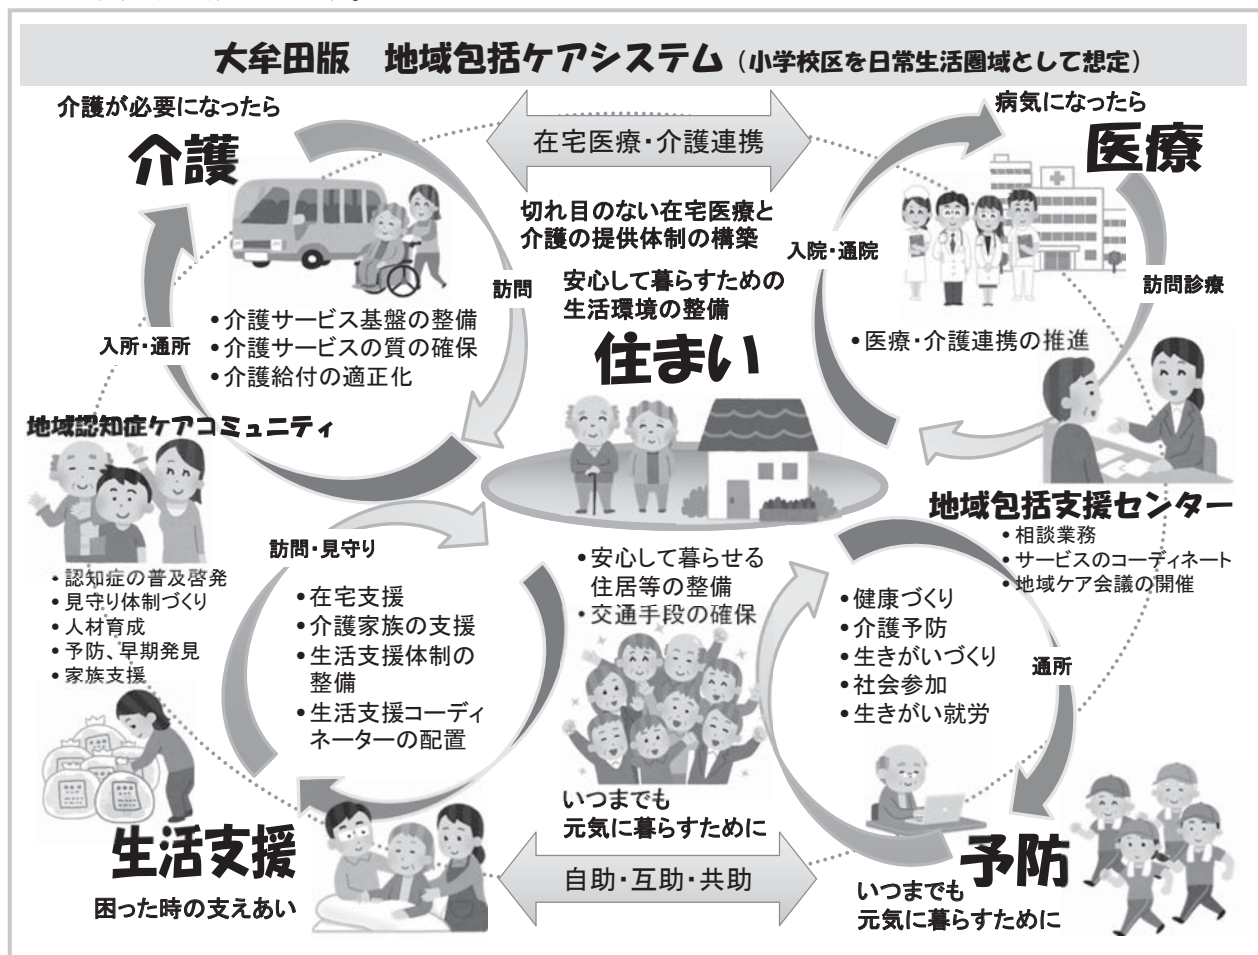 大牟田版　地域包括ケアシステム（小学校区を日常生活圏域として想定）
介護が必要になったら
介護
在宅医療・介護連携
病気になったら
医療
切れ目のない在宅医療と
介護の提供体制の構築
入院・通院
訪問診療
訪問
安心して暮らすための
生活環境の整備
住まい
入所・通所
•介護サービス基盤の整備
•介護サービスの質の確保
•介護給付の適正化
•医療・介護連携の推進
地域認知症ケアコミュニティ
•認知症の普及啓発
•見守り体制づくり
•人材育成
•予防、早期発見
•家族支援
地域包括支援センター
•相談業務
•サービスのコーディネート
•地域ケア会議の開催
訪問・見守り
•在宅支援
•介護家族の支援
•生活支援体制の
整備
•生活支援コーディ
ネーターの配置
•安心して暮らせる
住居等の整備
•交通手段の確保
•健康づくり
•介護予防
•生きがいづくり
•社会参加
•生きがい就労
通所
いつまでも
元気に暮らすために
生活支援
困った時の支えあい
自助・互助・共助
予防
いつまでも
元気に暮らすために